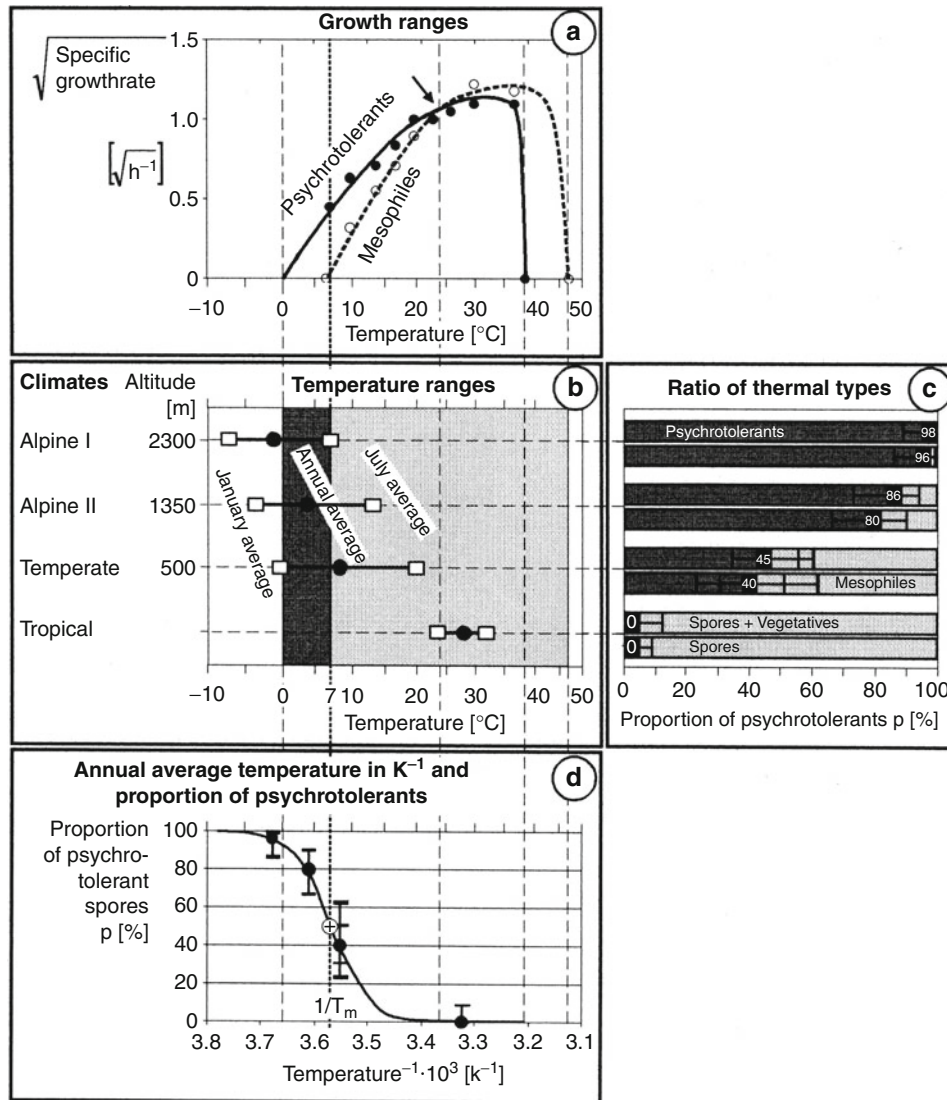 Growth ranges
a
Specific
growthrate
[√h⁻¹]
1.5
1.0
0.5
0
Psychrotolerants
Mesophiles
−10 0 10 20 30 40 50
Temperature [°C]
Climates
Altitude
[m]
Temperature ranges
b
Alpine I 2300
Alpine II 1350
Temperate 500
Tropical
January average
Annual average
July average
−10 0 7 10 20 30 40 50
Temperature [°C]
Ratio of thermal types
c
Psychrotolerants 98
96
86
80
45
40 Mesophiles
0 Spores + Vegetatives
0 Spores
0 20 40 60 80 100
Proportion of psychrotolerants p [%]
Annual average temperature in K⁻¹ and
proportion of psychrotolerants
d
Proportion
of psychro-
tolerant
spores
p [%]
100
80
60
40
20
0
1/Tₘ
3.8 3.7 3.6 3.5 3.4 3.3 3.2 3.1
Temperature⁻¹·10³ [k⁻¹]